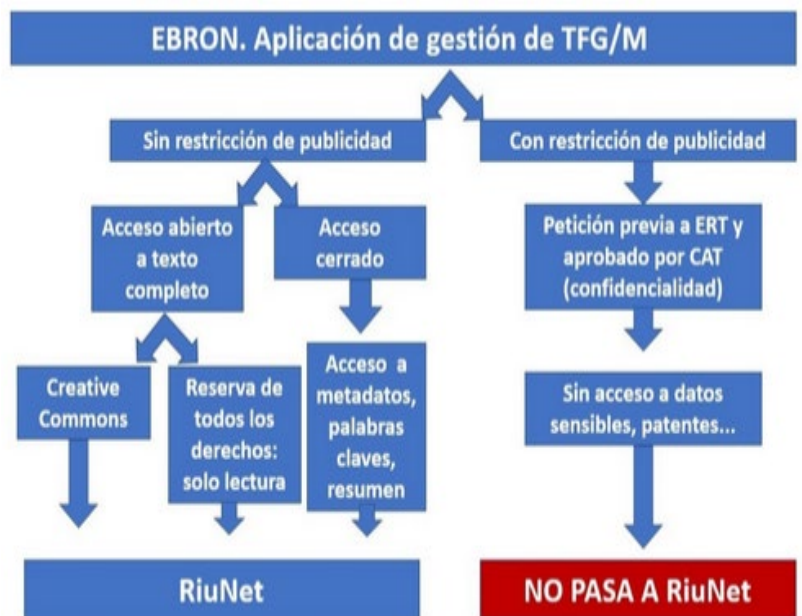 EBRON. Aplicación de gestión de TFG/M
Sin restricción de publicidad
Con restricción de publicidad
Acceso abierto
a texto
completo
Acceso
cerrado
Petición previa a ERT y
aprobado por CAT
(confidencialidad)
Creative
Commons
Reserva de
todos los
derechos:
solo lectura
Acceso a
metadatos,
palabras
claves,
resumen
Sin acceso a datos
sensibles, patentes...
RiuNet
NO PASA A RiuNet